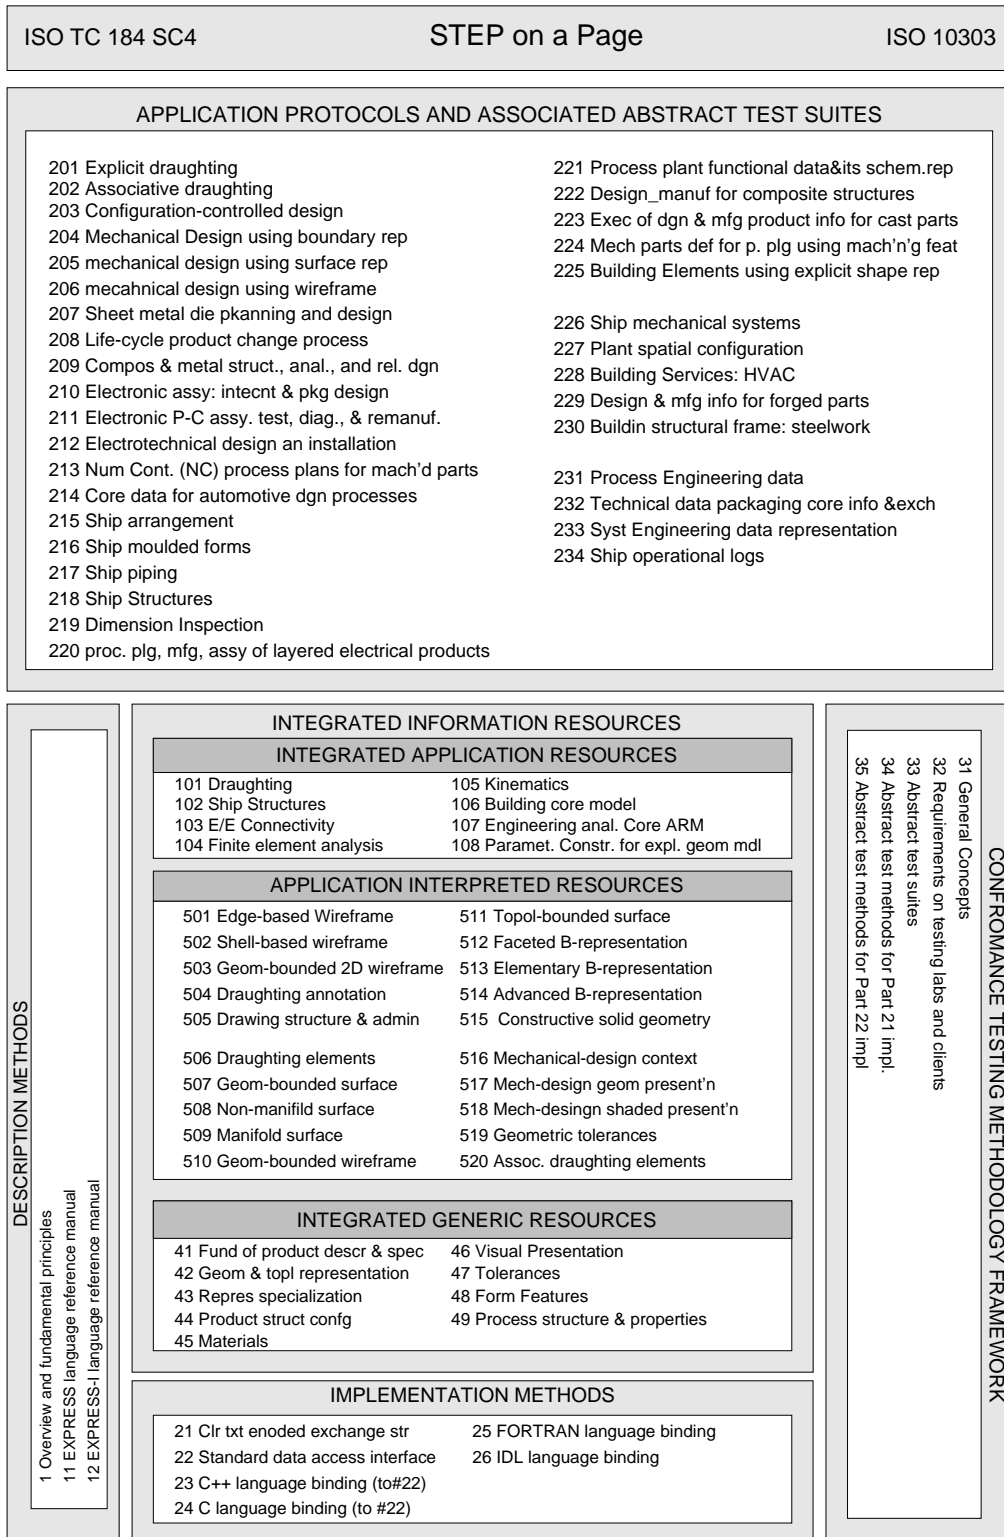 ISO TC 184 SC4
STEP on a Page
ISO 10303
APPLICATION PROTOCOLS AND ASSOCIATED ABSTRACT TEST SUITES
201 Explicit draughting
202 Associative draughting
203 Configuration-controlled design
204 Mechanical Design using boundary rep
205 mechanical design using surface rep
206 mecahnical design using wireframe
207 Sheet metal die pkanning and design
208 Life-cycle product change process
209 Compos & metal struct., anal., and rel. dgn
210 Electronic assy: intecnt & pkg design
211 Electronic P-C assy. test, diag., & remanuf.
212 Electrotechnical design an installation
213 Num Cont. (NC) process plans for mach'd parts
214 Core data for automotive dgn processes
215 Ship arrangement
216 Ship moulded forms
217 Ship piping
218 Ship Structures
219 Dimension Inspection
220 proc. plg, mfg, assy of layered electrical products
221 Process plant functional data&its schem.rep
222 Design_manuf for composite structures
223 Exec of dgn & mfg product info for cast parts
224 Mech parts def for p. plg using mach'n'g feat
225 Building Elements using explicit shape rep
226 Ship mechanical systems
227 Plant spatial configuration
228 Building Services: HVAC
229 Design & mfg info for forged parts
230 Buildin structural frame: steelwork
231 Process Engineering data
232 Technical data packaging core info &exch
233 Syst Engineering data representation
234 Ship operational logs
DESCRIPTION METHODS
1 Overview and fundamental principles
11 EXPRESS language reference manual
12 EXPRESS-I language reference manual
INTEGRATED INFORMATION RESOURCES
INTEGRATED APPLICATION RESOURCES
101 Draughting
102 Ship Structures
103 E/E Connectivity
104 Finite element analysis
105 Kinematics
106 Building core model
107 Engineering anal. Core ARM
108 Paramet. Constr. for expl. geom mdl
APPLICATION INTERPRETED RESOURCES
501 Edge-based Wireframe
502 Shell-based wireframe
503 Geom-bounded 2D wireframe
504 Draughting annotation
505 Drawing structure & admin
506 Draughting elements
507 Geom-bounded surface
508 Non-manifild surface
509 Manifold surface
510 Geom-bounded wireframe
511 Topol-bounded surface
512 Faceted B-representation
513 Elementary B-representation
514 Advanced B-representation
515 Constructive solid geometry
516 Mechanical-design context
517 Mech-design geom present'n
518 Mech-desingn shaded present'n
519 Geometric tolerances
520 Assoc. draughting elements
INTEGRATED GENERIC RESOURCES
41 Fund of product descr & spec
42 Geom & topl representation
43 Repres specialization
44 Product struct confg
45 Materials
46 Visual Presentation
47 Tolerances
48 Form Features
49 Process structure & properties
IMPLEMENTATION METHODS
21 Clr txt enoded exchange str
22 Standard data access interface
23 C++ language binding (to#22)
24 C language binding (to #22)
25 FORTRAN language binding
26 IDL language binding
CONFROMANCE TESTING METHODOLOGY FRAMEWORK
31 General Concepts
32 Requirements on testing labs and clients
33 Abstract test suites
34 Abstract test methods for Part 21 impl.
35 Abstract test methods for Part 22 impl